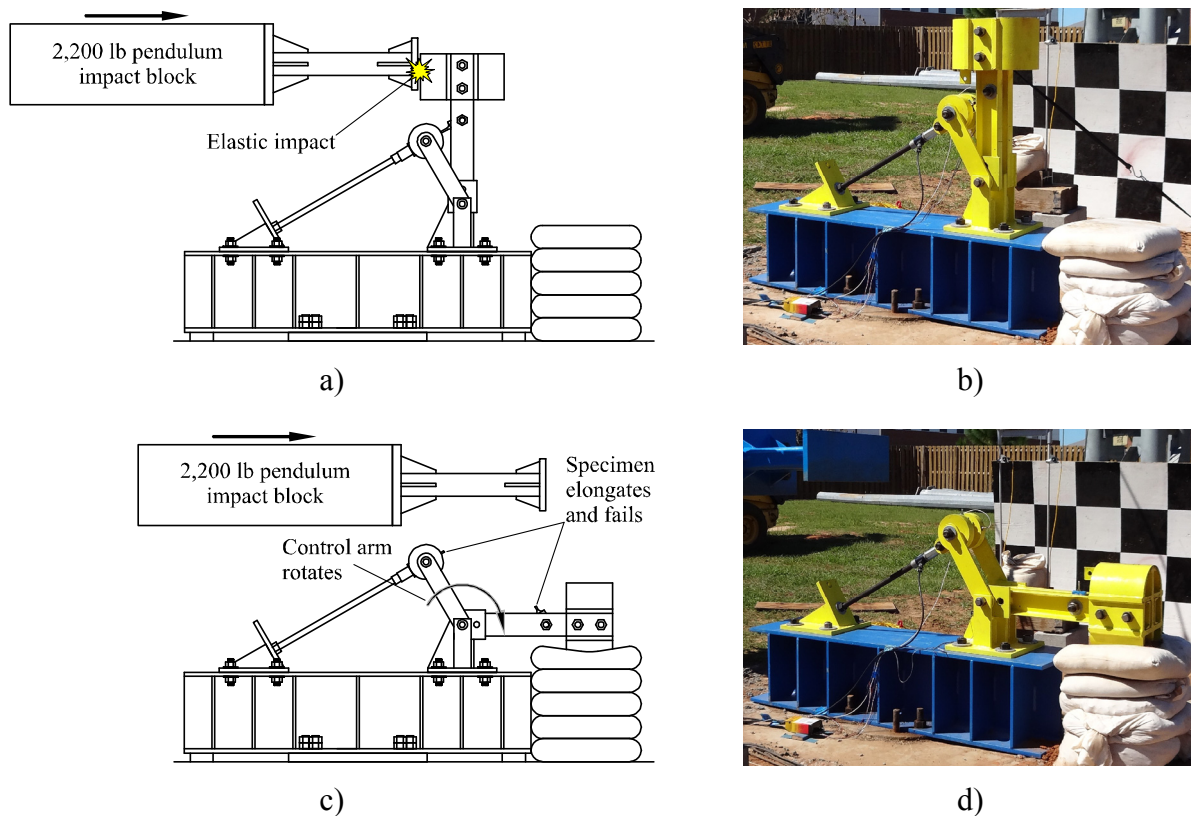 2,200 lb pendulum
impact block
Elastic impact
a)
b)
2,200 lb pendulum
impact block
Specimen
elongates
and fails
Control arm
rotates
c)
d)